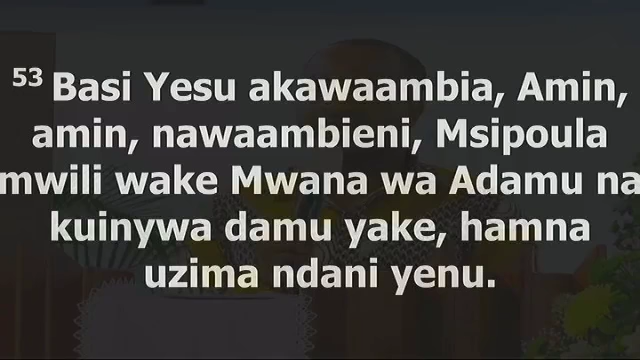 53 Basi Yesu akawaambia, Amin,
amin, nawaambieni, Msipoula
mwili wake Mwana wa Adamu na
kuinywa damu yake, hamna
uzima ndani yenu.